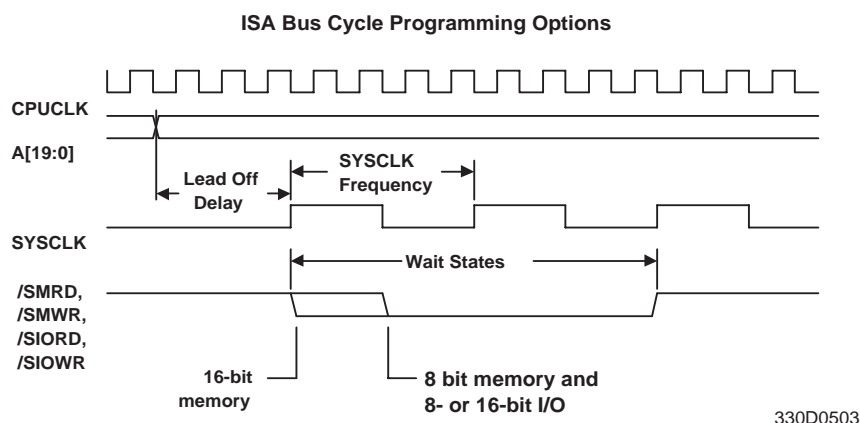 ISA Bus Cycle Programming Options
CPUCLK
A[19:0]
Lead Off
Delay
SYSCLK
Frequency
SYSCLK
Wait States
/SMRD,
/SMWR,
/SIORD,
/SIOWR
16-bit
memory
8 bit memory and
8- or 16-bit I/O
330D0503